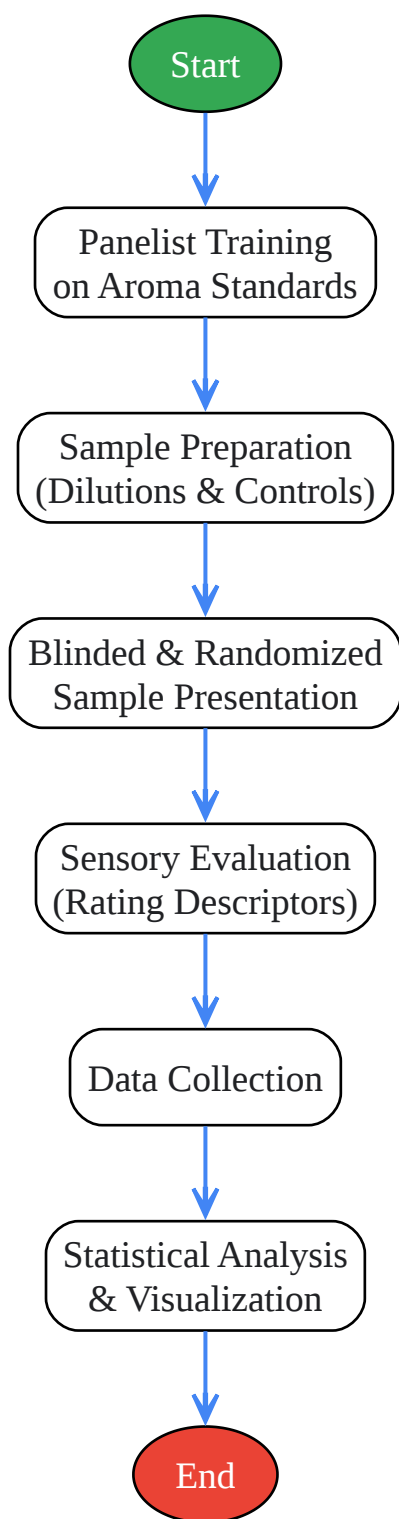 Start
Panelist Training
on Aroma Standards
Sample Preparation
(Dilutions & Controls)
Blinded & Randomized
Sample Presentation
Sensory Evaluation
(Rating Descriptors)
Data Collection
Statistical Analysis
& Visualization
End